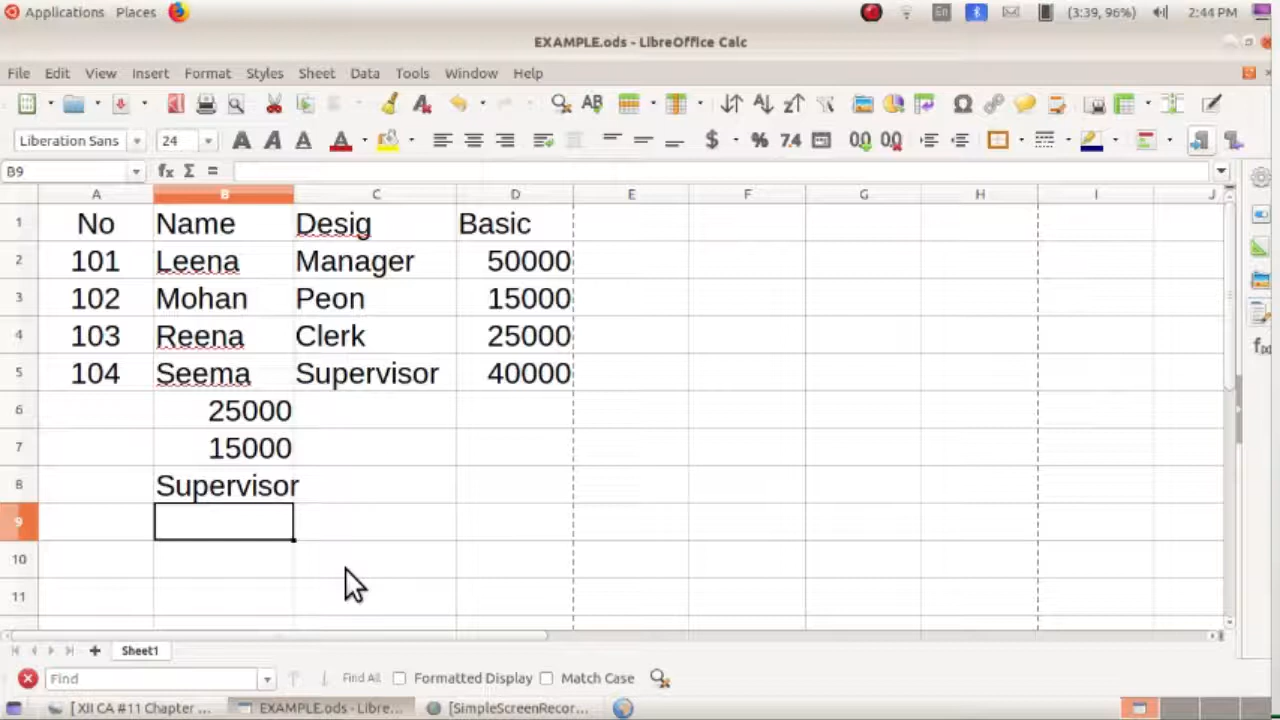 Applications Places En (3:39, 96%) 2:44 PM
EXAMPLE.ods - LibreOffice Calc
File Edit View Insert Format Styles Sheet Data Tools Window Help
Liberation Sans 24
B9
A B C D E F G H I J
1 No Name Desig Basic
2 101 Leena Manager 50000
3 102 Mohan Peon 15000
4 103 Reena Clerk 25000
5 104 Seema Supervisor 40000
6 25000
7 15000
8 Supervisor
9
10
11
Sheet1
Find Find All Formatted Display Match Case
[ XII CA #11 Chapter ... EXAMPLE.ods - Libre... [SimpleScreenRecor...